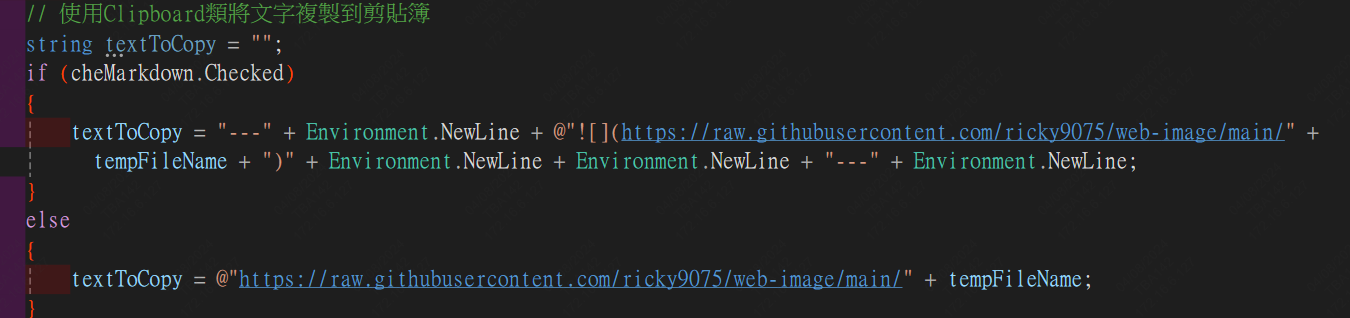 // 使用Clipboard類將文字複製到剪貼簿
string textToCopy = "";
if (cheMarkdown.Checked)
{
textToCopy = "---" + Environment.NewLine + @"![](https://raw.githubusercontent.com/ricky9075/web-image/main/" +
tempFileName + ")" + Environment.NewLine + Environment.NewLine + "---" + Environment.NewLine;
}
else
{
textToCopy = @"https://raw.githubusercontent.com/ricky9075/web-image/main/" + tempFileName;
}